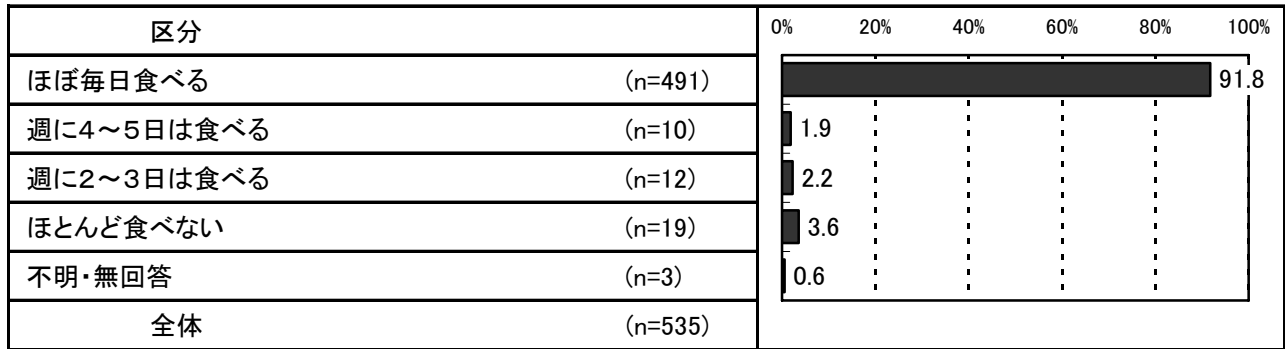 区分 0% 20% 40% 60% 80% 100%
ほぼ毎日食べる (n=491) 91.8
週に4~5日は食べる (n=10) 1.9
週に2~3日は食べる (n=12) 2.2
ほとんど食べない (n=19) 3.6
不明・無回答 (n=3) 0.6
全体 (n=535)